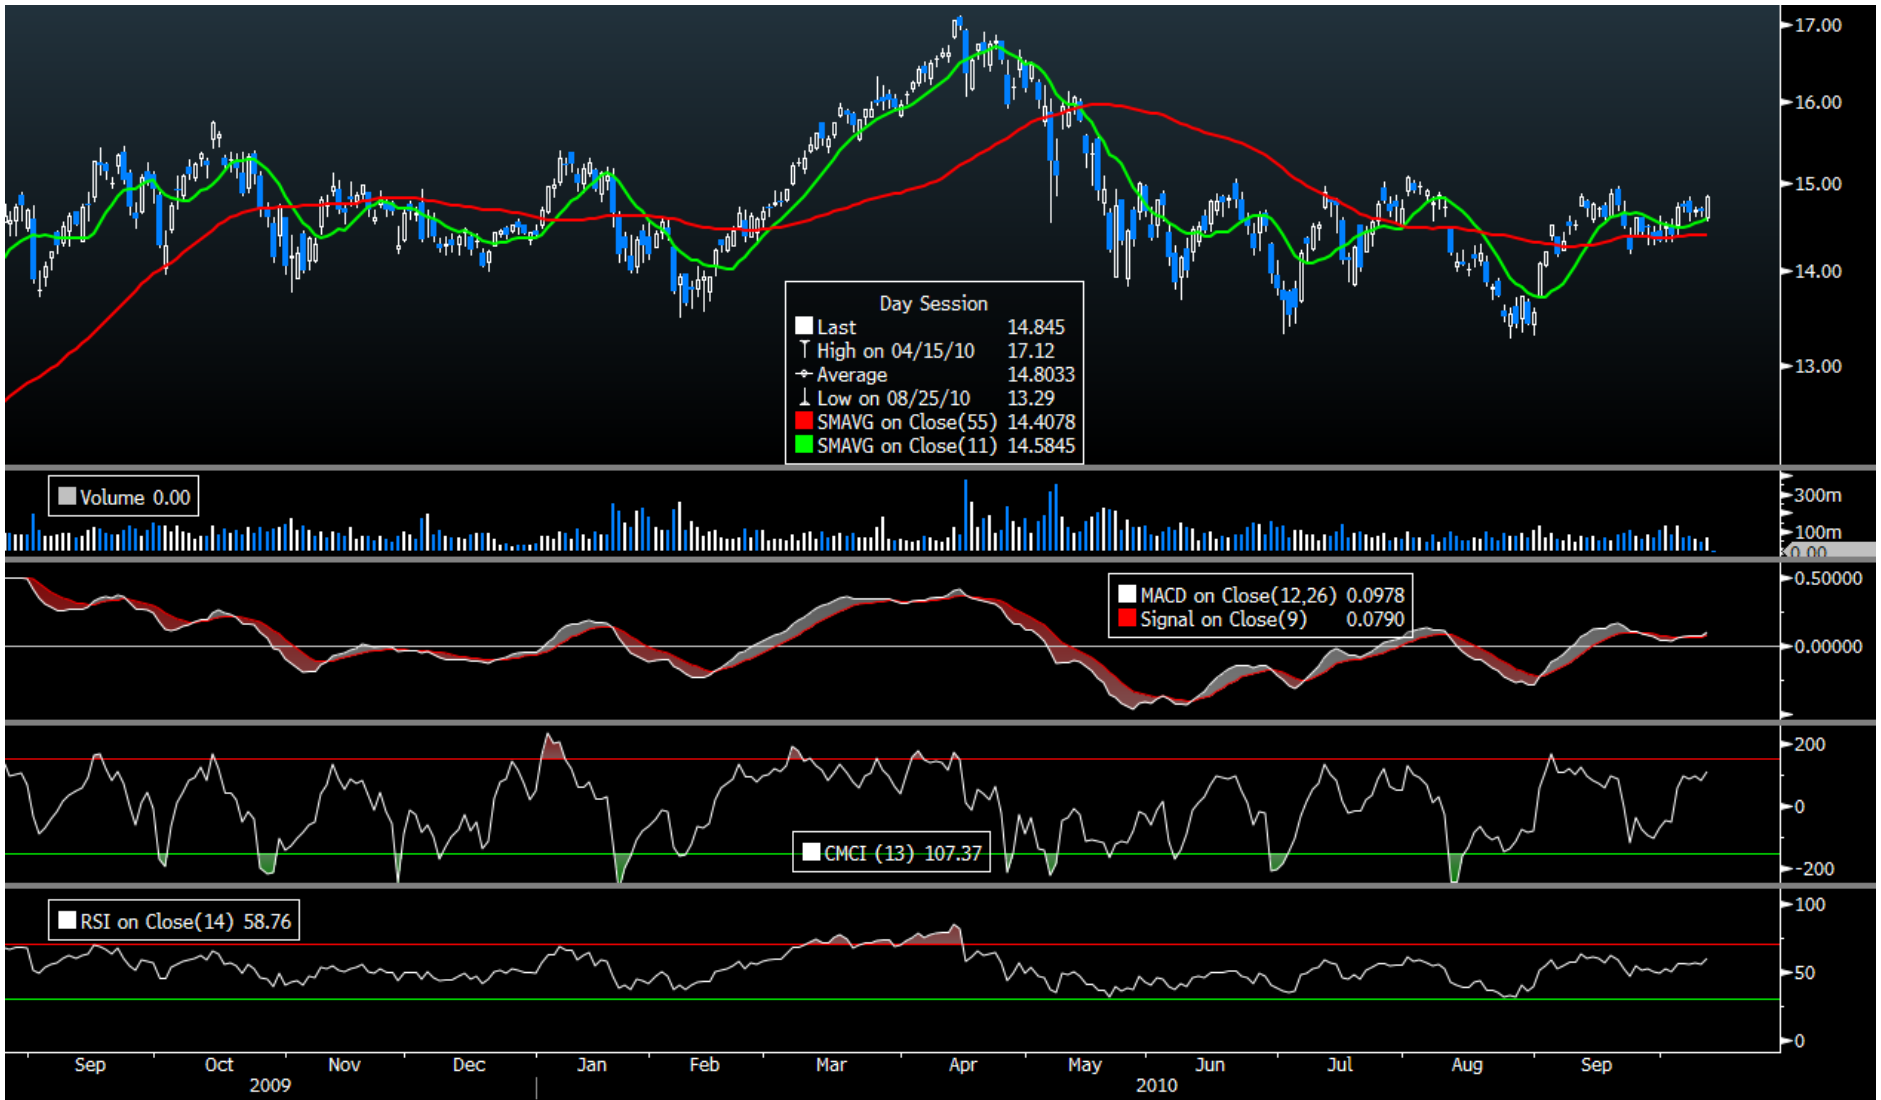 17.00
16.00
15.00
14.00
13.00
Day Session
Last 14.845
High on 04/15/10 17.12
Average 14.8033
Low on 08/25/10 13.29
SMAVG on Close(55) 14.4078
SMAVG on Close(11) 14.5845
Volume 0.00
300m
100m
0.00
MACD on Close(12,26) 0.0978
Signal on Close(9) 0.0790
0.50000
0.00000
CMCI (13) 107.37
200
0
-200
RSI on Close(14) 58.76
100
50
0
Sep Oct Nov Dec Jan Feb Mar Apr May Jun Jul Aug Sep
2009 2010